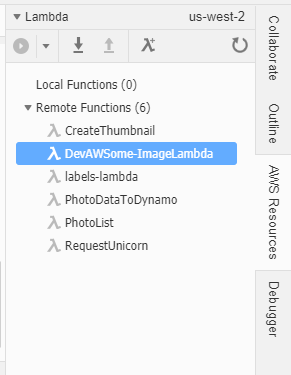 Lambda us-west-2
Local Functions (0)
Remote Functions (6)
CreateThumbnail
DevAWSome-ImageLambda
labels-lambda
PhotoDataToDynamo
PhotoList
RequestUnicorn
Collaborate
Outline
AWS Resources
Debugger